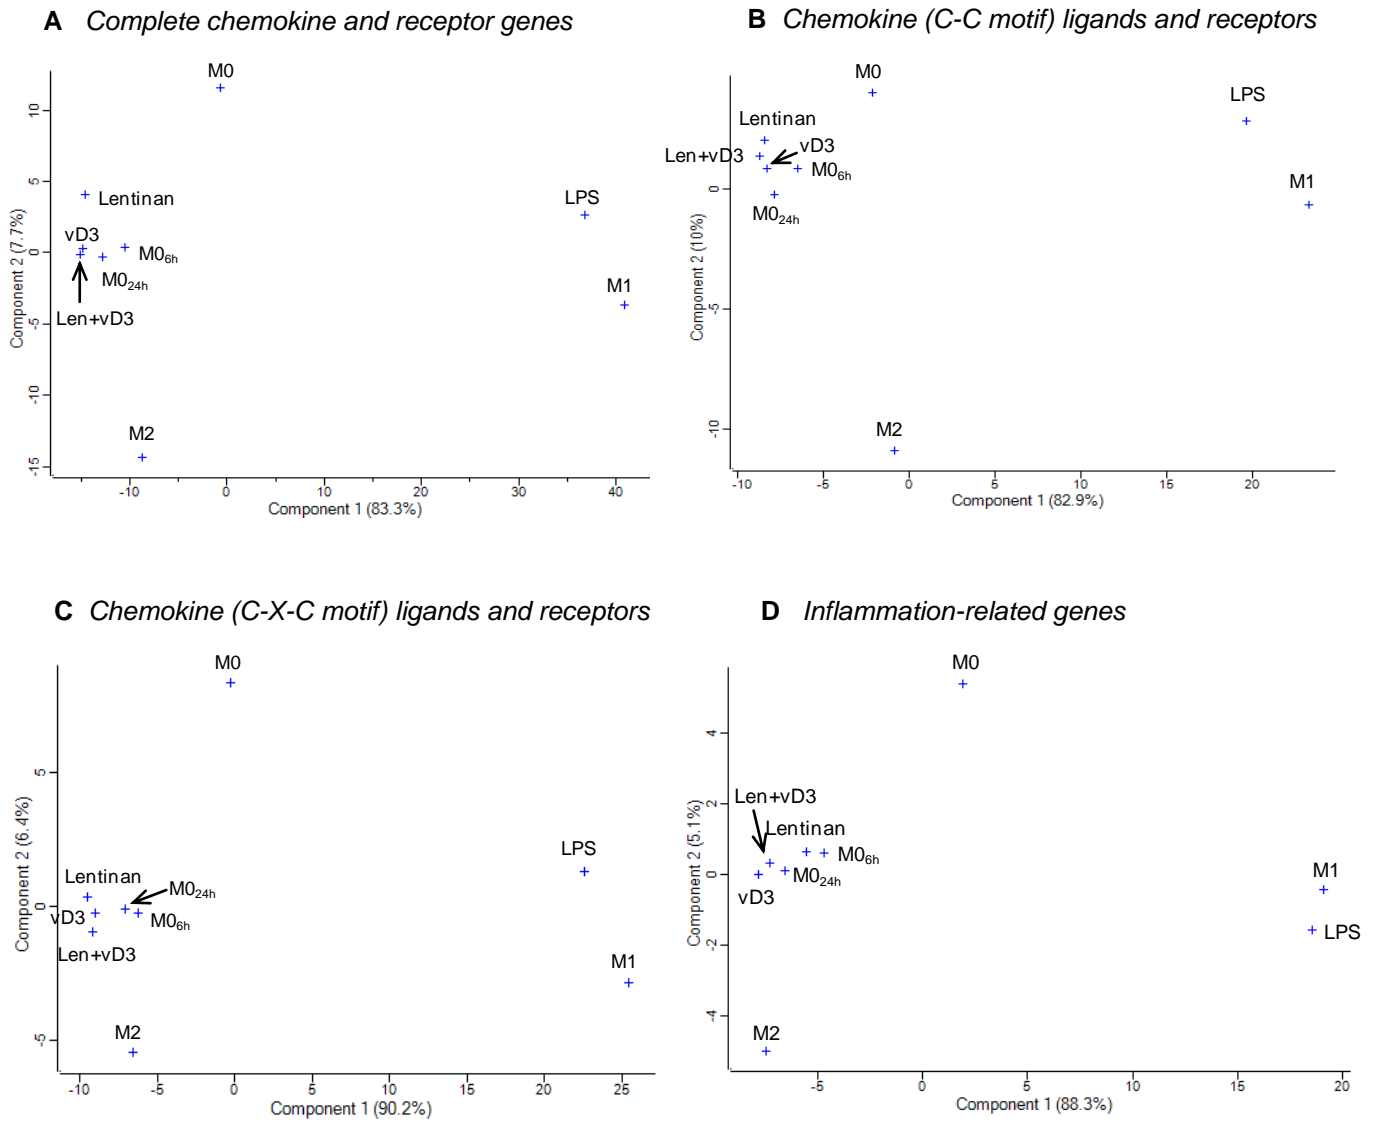 A Complete chemokine and receptor genes
M0
Lentinan
vD3
M06h
M024h
Len+vD3
M2
LPS
M1
10
5
0
-5
-10
-15
Component 2 (7.7%)
-10 0 10 20 30 40
Component 1 (83.3%)
B Chemokine (C-C motif) ligands and receptors
M0
LPS
Lentinan
Len+vD3
vD3
M06h
M024h
M1
M2
0
-5
-10
Component 2 (10%)
-10 -5 0 5 10 15 20
Component 1 (82.9%)
C Chemokine (C-X-C motif) ligands and receptors
M0
LPS
Lentinan
M024h
vD3
M06h
Len+vD3
M1
M2
5
0
-5
Component 2 (6.4%)
-10 -5 0 5 10 15 20 25
Component 1 (90.2%)
D Inflammation-related genes
M0
Len+vD3
Lentinan
M06h
M024h
vD3
M1
LPS
M2
4
2
0
-2
-4
Component 2 (5.1%)
-5 0 5 10 15 20
Component 1 (88.3%)